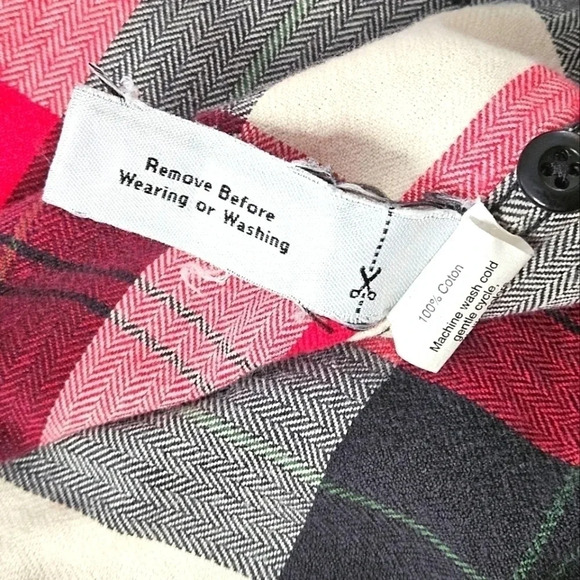 Remove Before
Wearing or Washing
100% Coton
Machine wash cold
gentle cycle